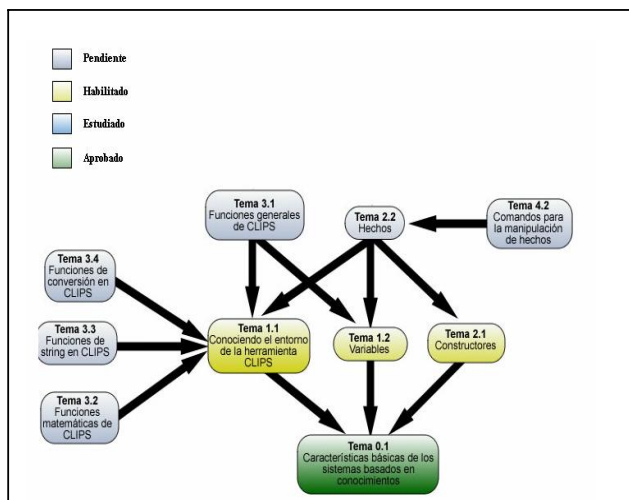 Pendiente
Habilitado
Estudiado
Aprobado
Tema 3.1
Funciones generales
de CLIPS
Tema 2.2
Hechos
Tema 4.2
Comandos para
la manipulación
de hechos
Tema 3.4
Funciones de
conversión en
CLIPS
Tema 3.3
Funciones de
string en CLIPS
Tema 3.2
Funciones
matemáticas de
CLIPS
Tema 1.1
Conociendo el entorno
de la herramienta
CLIPS
Tema 1.2
Variables
Tema 2.1
Constructores
Tema 0.1
Características básicas de los
sistemas basados en
conocimientos